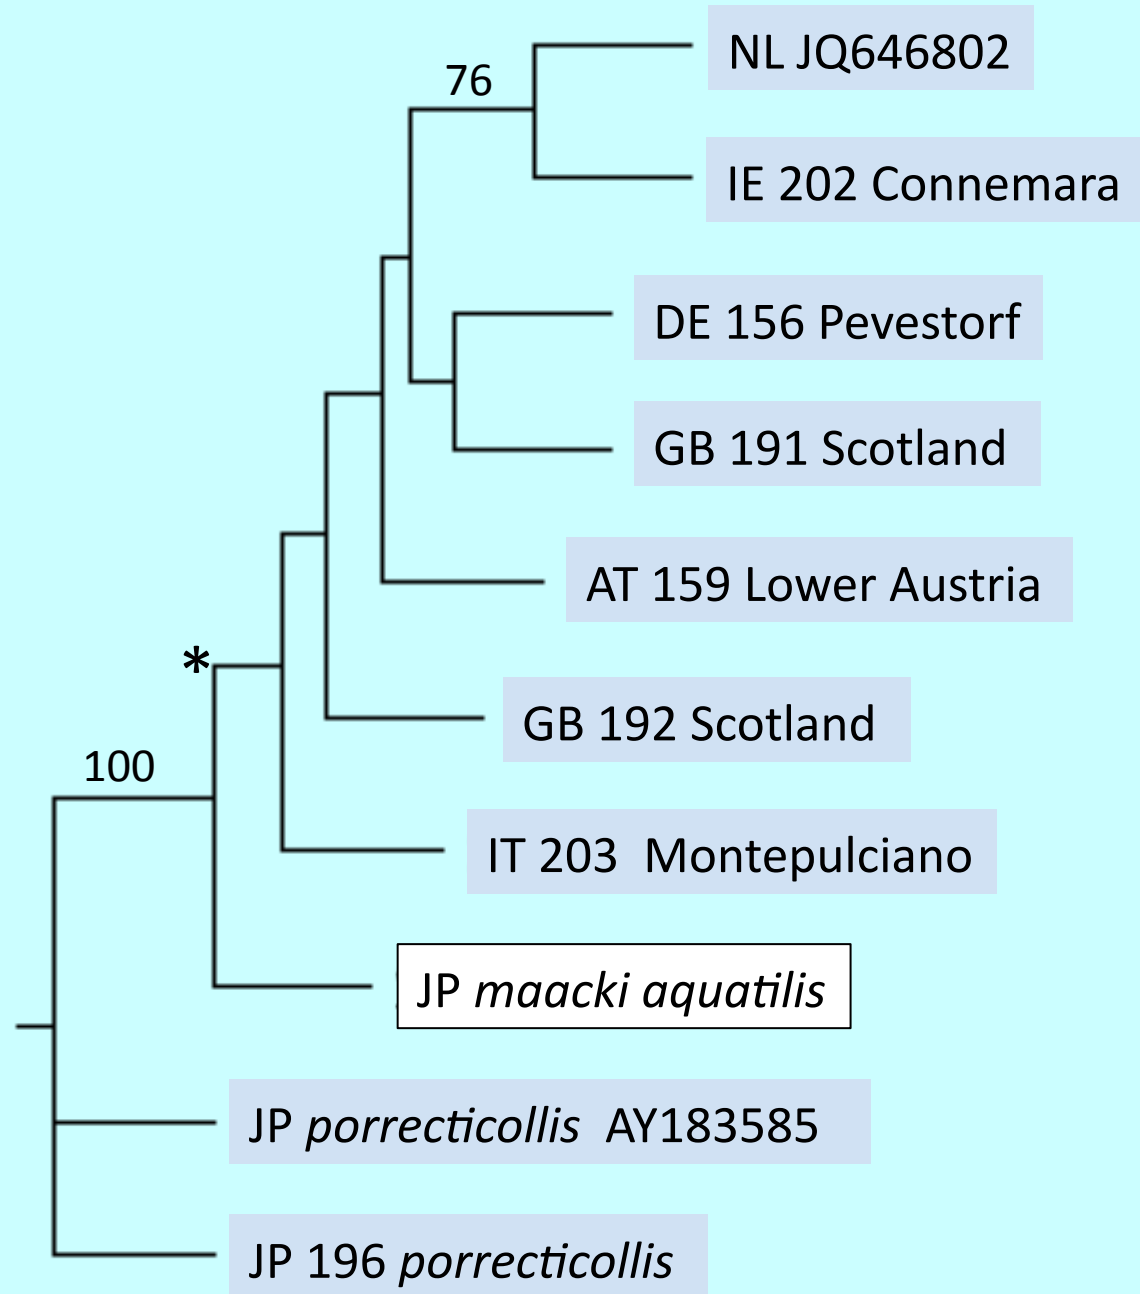 NL JQ646802
76
IE 202 Connemara
DE 156 Pevestorf
GB 191 Scotland
AT 159 Lower Austria
*
GB 192 Scotland
100
IT 203 Montepulciano
JP maacki aquatilis
JP porrecticollis AY183585
JP 196 porrecticollis